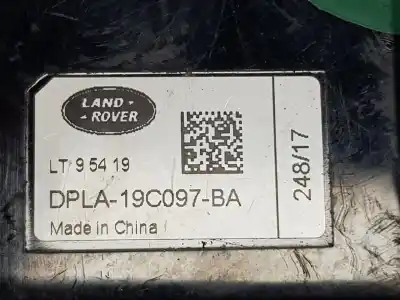 LAND
ROVER
LT 9 54 19
DPLA-19C097-BA
Made in China
248/17